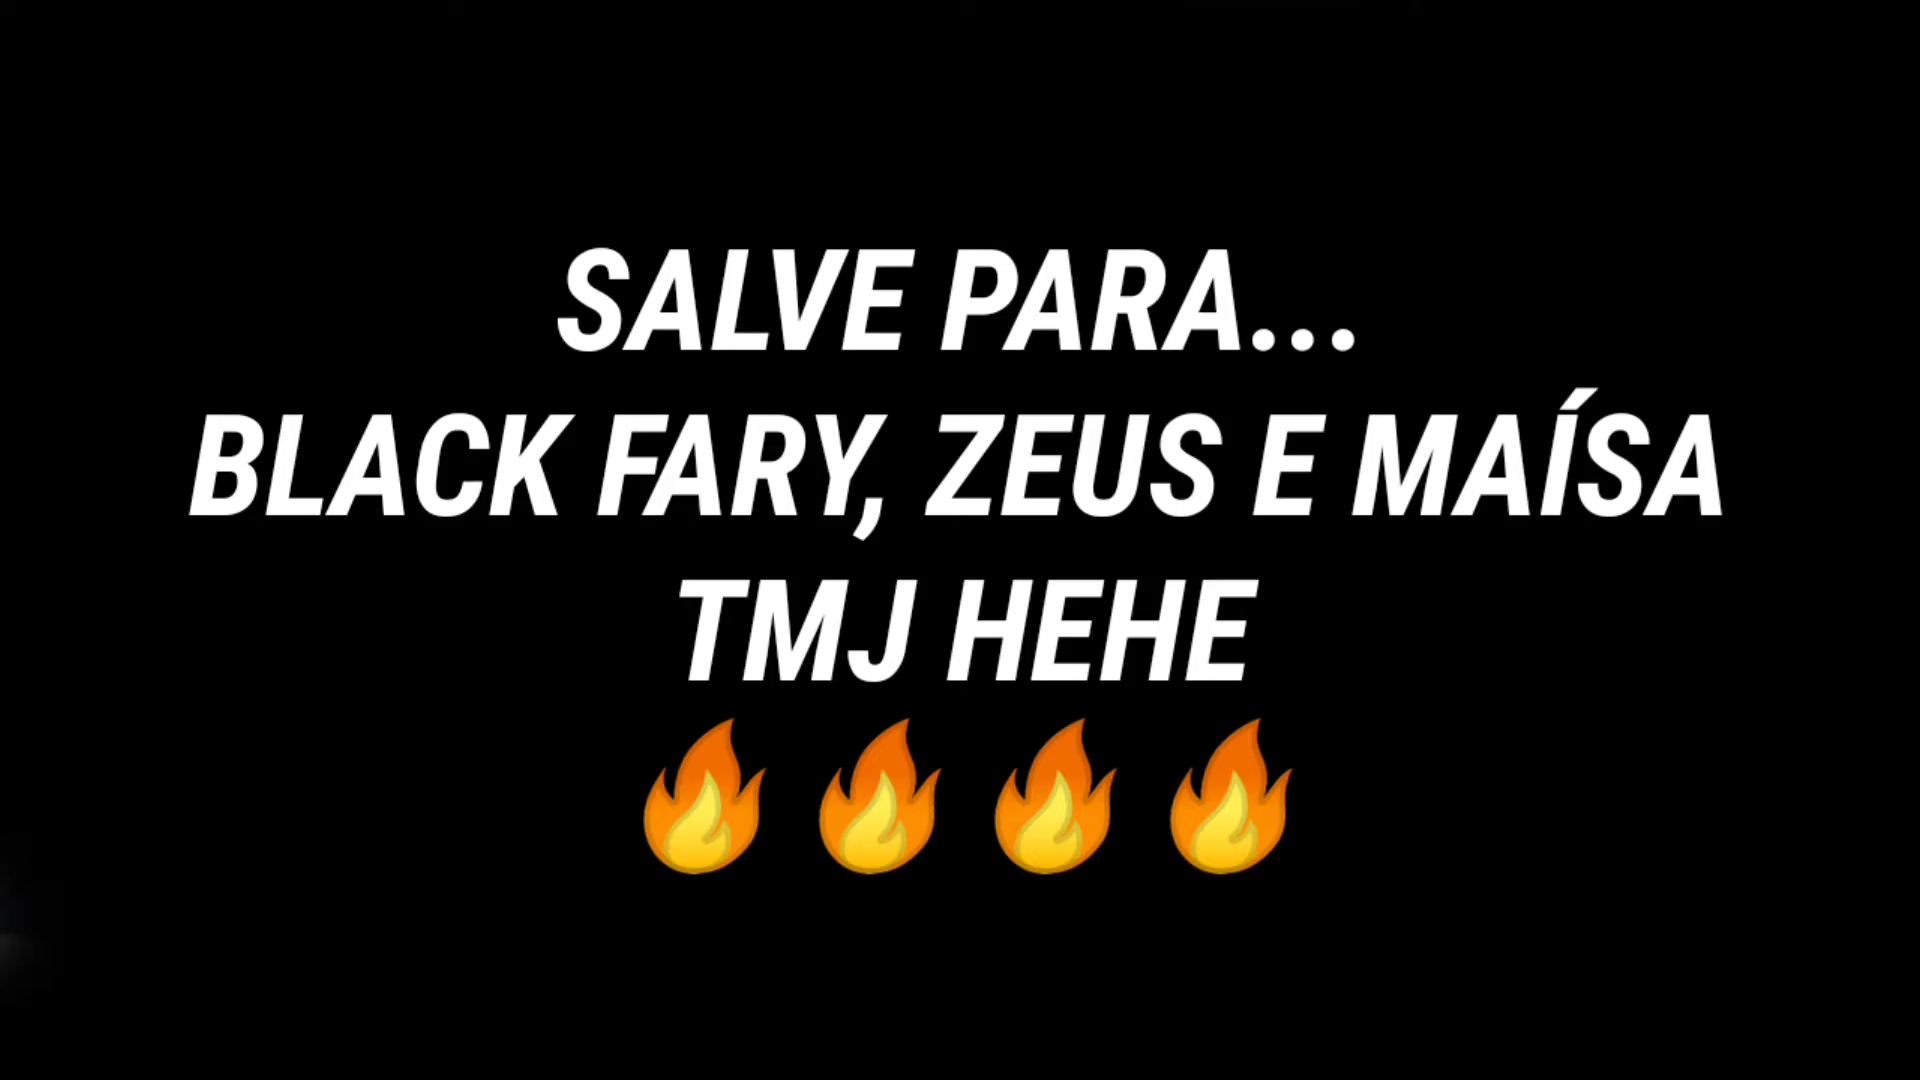 SALVE PARA...
BLACK FARY, ZEUS E MAÍSA
TMJ HEHE
🔥🔥🔥🔥